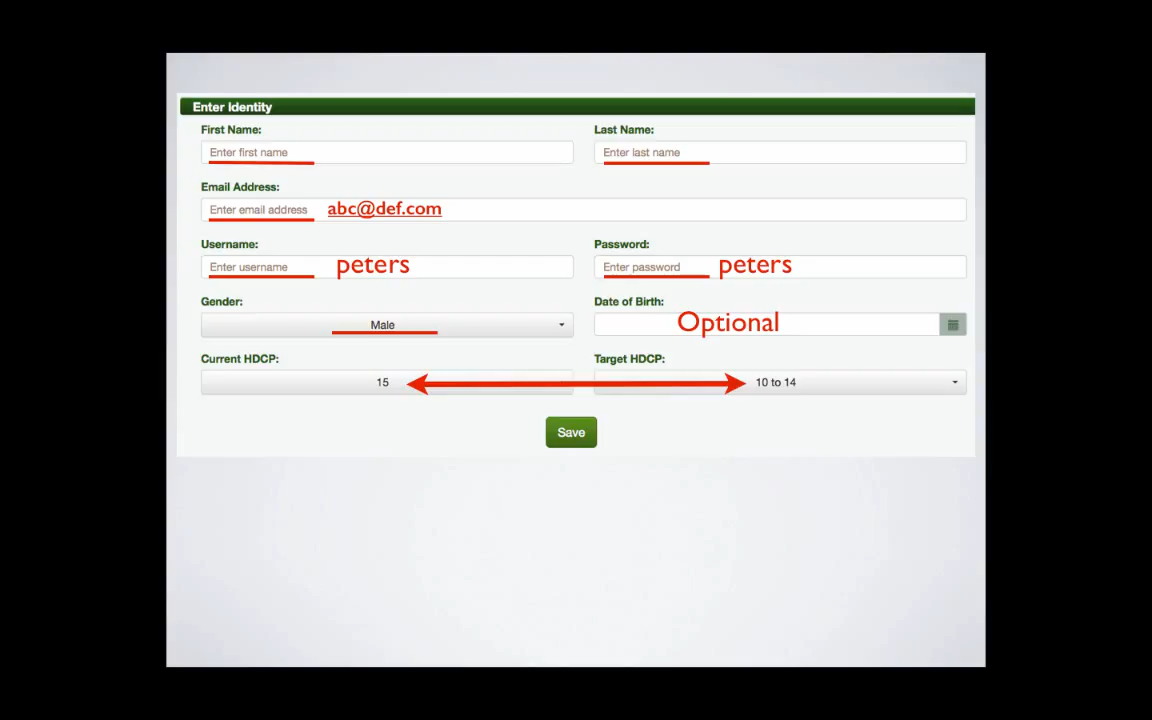 Enter Identity
First Name: Last Name:
Enter first name Enter last name
Email Address:
Enter email address abc@def.com
Username: Password:
Enter username peters Enter password peters
Gender: Date of Birth:
Male Optional
Current HDCP: Target HDCP:
15 10 to 14
Save